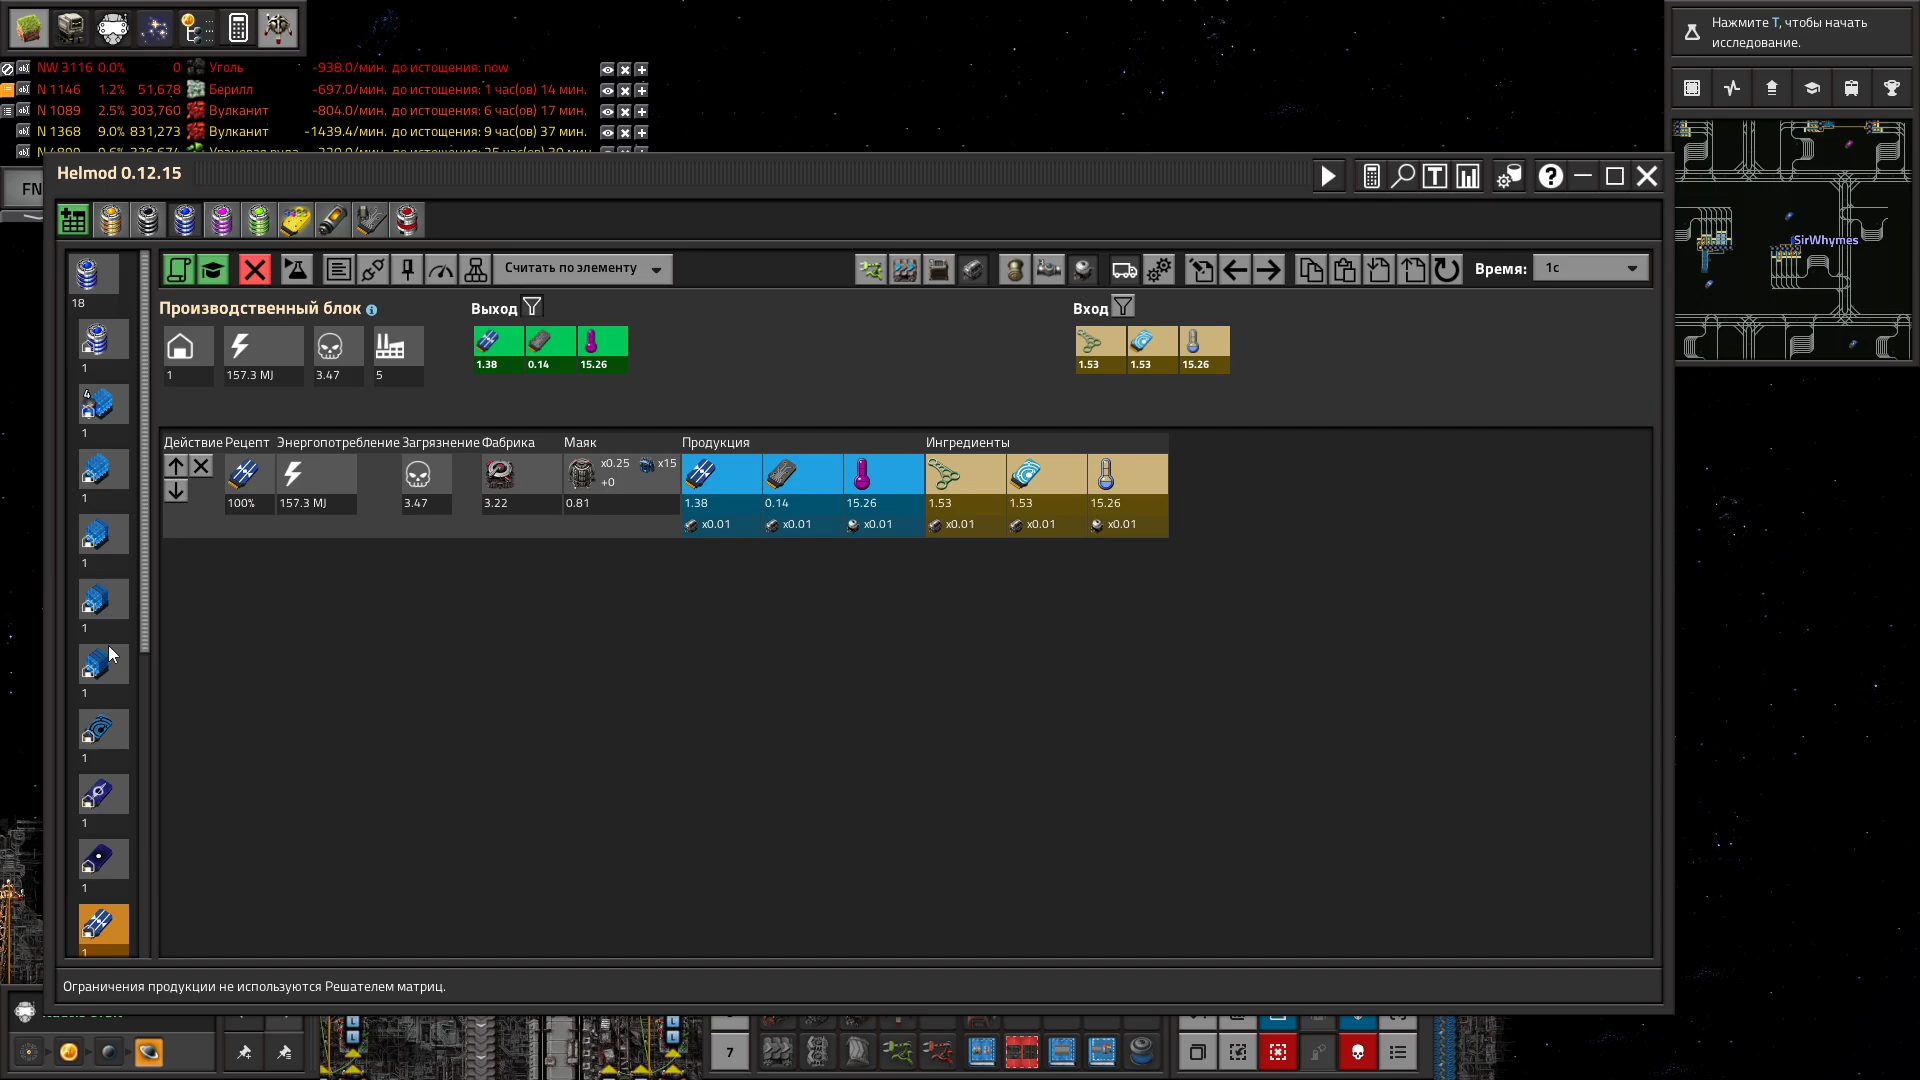 Нажмите T, чтобы начать
исследование.
NW 3116 0.0% 0 Уголь -938.0/мин. до истощения: now
N 1146 1.2% 51,678 Берилл -697.0/мин. до истощения: 1 час(ов) 14 мин.
N 1089 2.5% 303,760 Вулканит -804.0/мин. до истощения: 6 час(ов) 17 мин.
N 1368 9.0% 831,273 Вулканит -1439.4/мин. до истощения: 9 час(ов) 37 мин.
FN
Helmod 0.12.15
SirWhymes
Считать по элементу
Время: 1с
18
Производственный блок
Выход
Вход
1 157.3 MJ 3.47 5
1.38 0.14 15.26
1.53 1.53 15.26
1
4
1
1
1
1
1
1
1
1
1
1
Действие Рецепт Энергопотребление Загрязнение Фабрика Маяк Продукция Ингредиенты
x0.25 x15
+0
100% 157.3 MJ 3.47 3.22 0.81 1.38 0.14 15.26 1.53 1.53 15.26
x0.01 x0.01 x0.01 x0.01 x0.01 x0.01
Ограничения продукции не используются Решателем матриц.
L
L
L
L
7